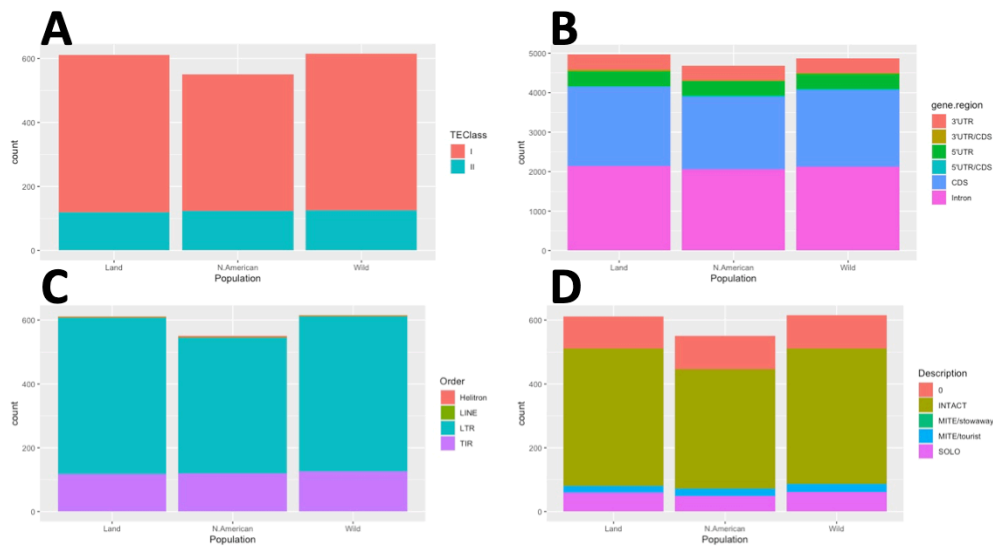 A
600
400
200
0
count
Land
N.American
Wild
Population
TEClass
I
II
B
5000
4000
3000
2000
1000
0
count
Land
N.American
Wild
Population
gene.region
3'UTR
3'UTR/CDS
5'UTR
5'UTR/CDS
CDS
Intron
C
600
400
200
0
count
Land
N.American
Wild
Population
Order
Helitron
LINE
LTR
TIR
D
600
400
200
0
count
Land
N.American
Wild
Population
Description
0
INTACT
MITE/stowaway
MITE/tourist
SOLO